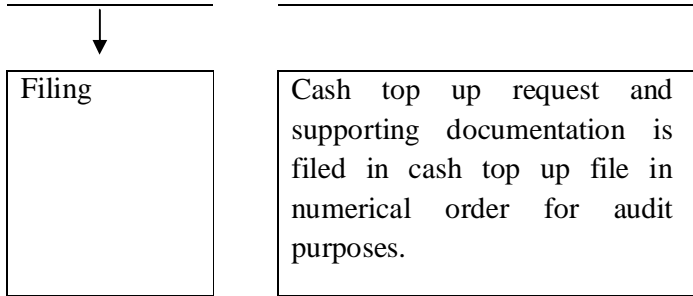 Filing
Cash top up request and
supporting documentation is
filed in cash top up file in
numerical order for audit
purposes.